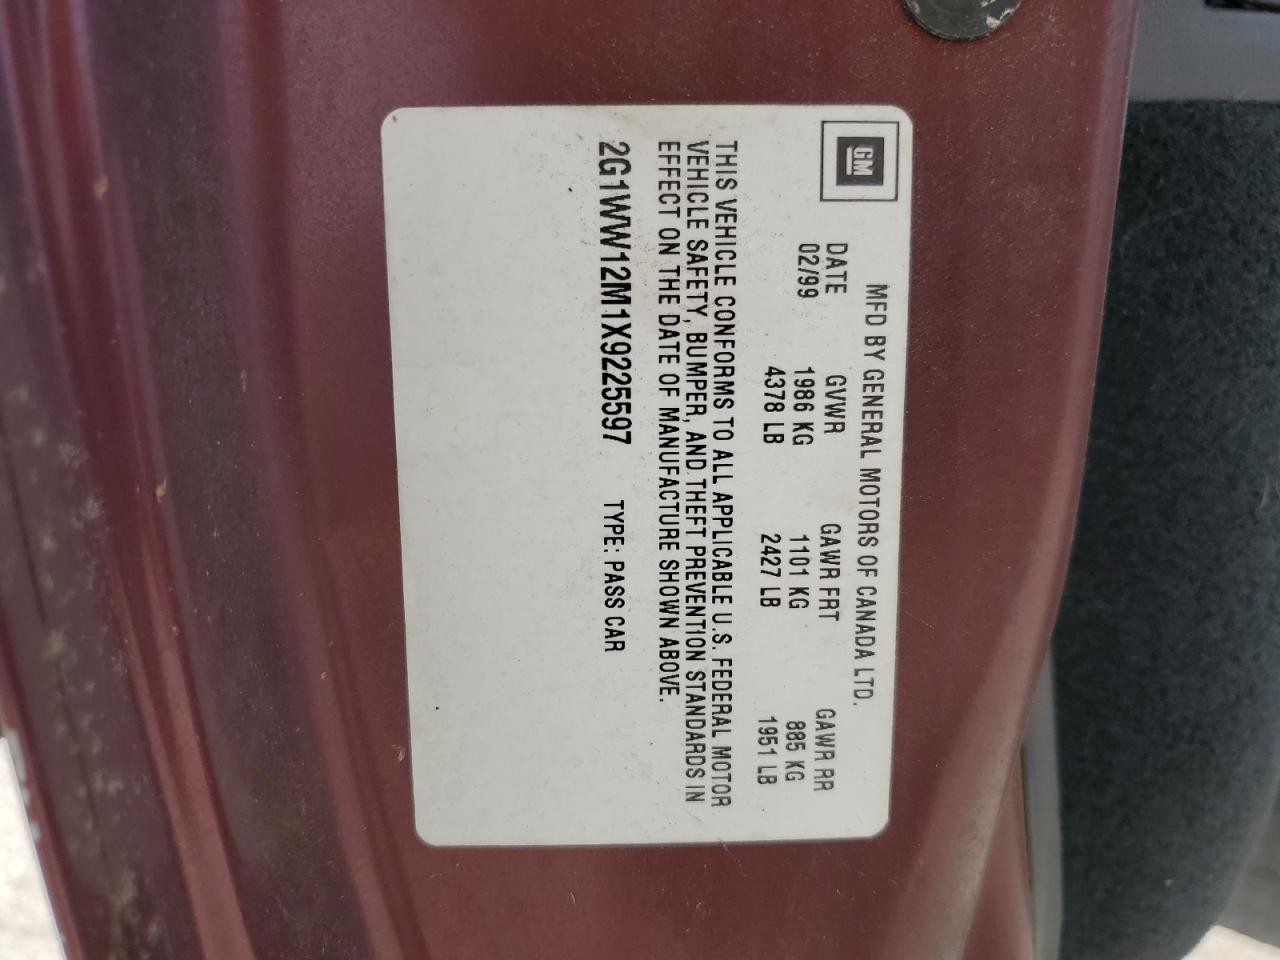 GM
MFD BY GENERAL MOTORS OF CANADA LTD.
DATE GVWR GAWR FRT GAWR RR
02/99 1986 KG 1101 KG 885 KG
4378 LB 2427 LB 1951 LB
THIS VEHICLE CONFORMS TO ALL APPLICABLE U.S. FEDERAL MOTOR
VEHICLE SAFETY, BUMPER, AND THEFT PREVENTION STANDARDS IN
EFFECT ON THE DATE OF MANUFACTURE SHOWN ABOVE.
2G1WW12M1X9225597 TYPE: PASS CAR